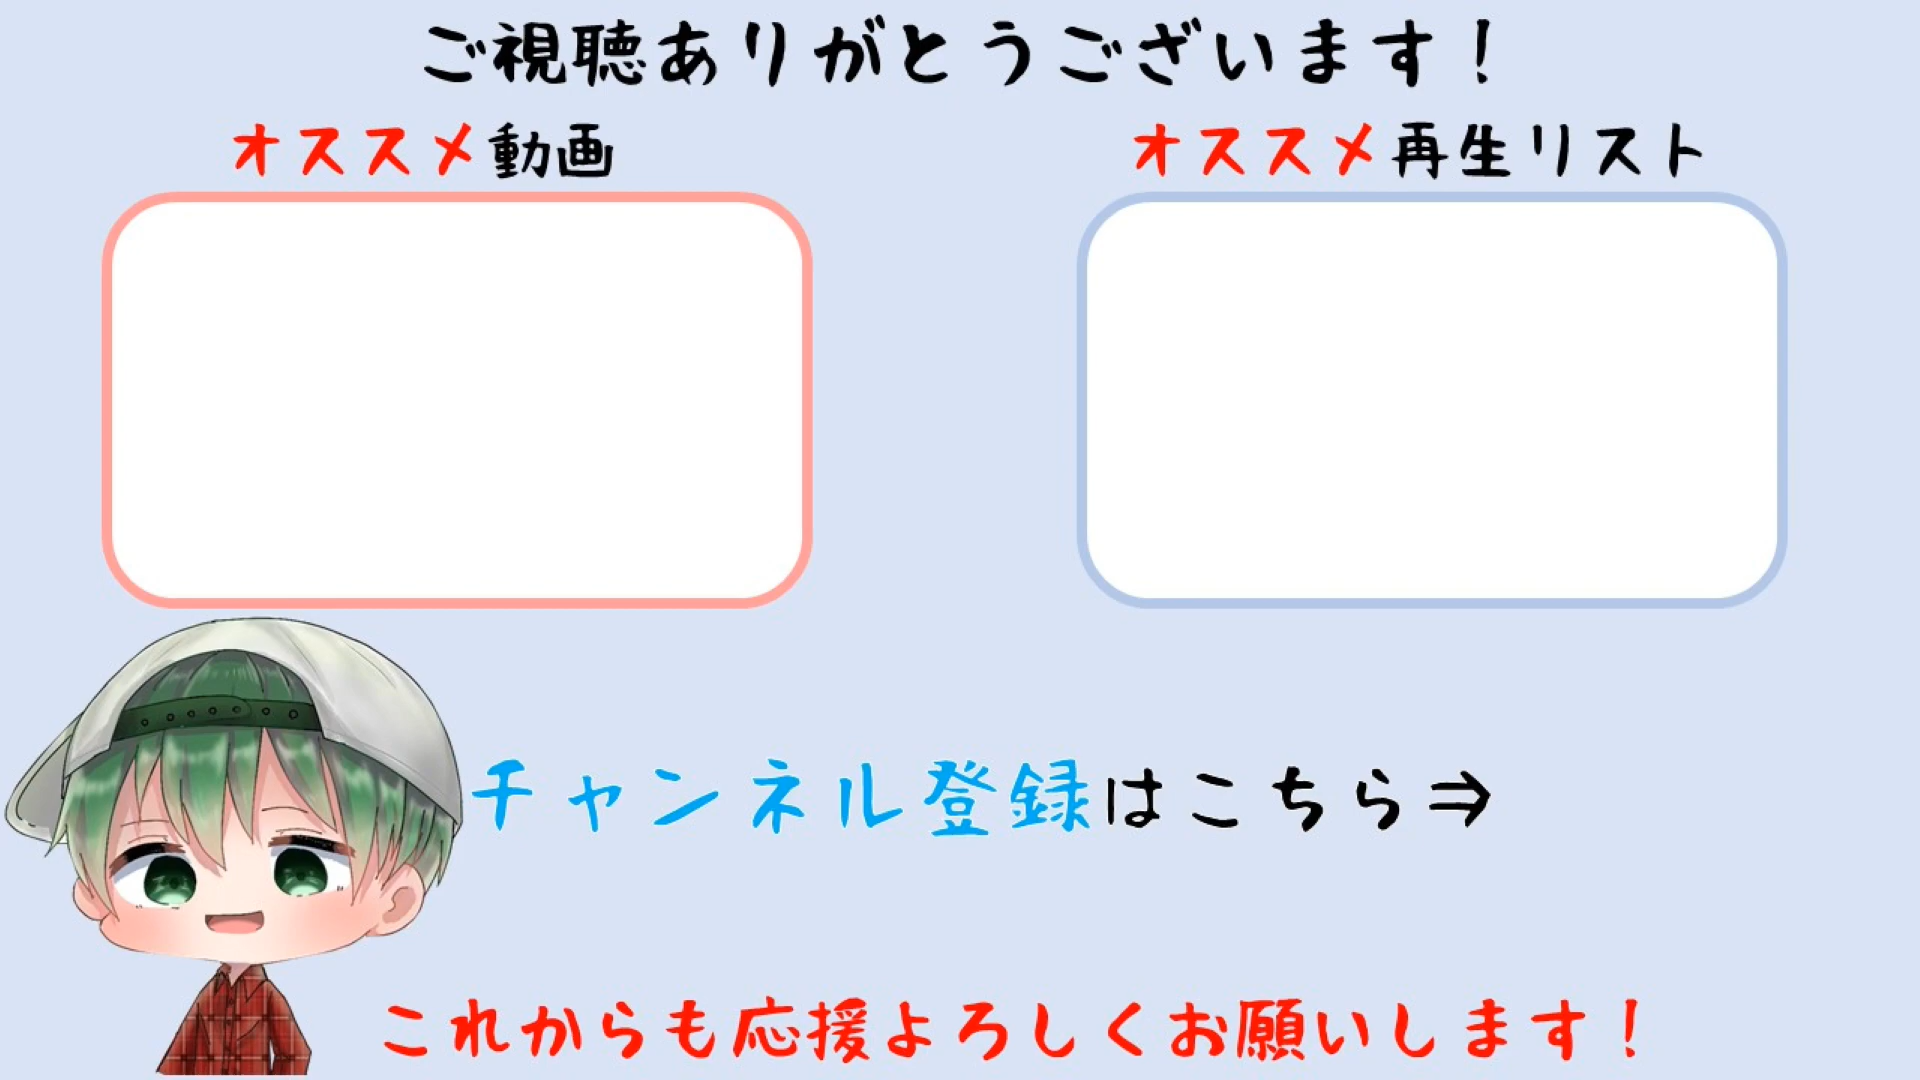 ご視聴ありがとうございます！
オススメ動画
オススメ再生リスト
チャンネル登録はこちら⇒
これからも応援よろしくお願いします！